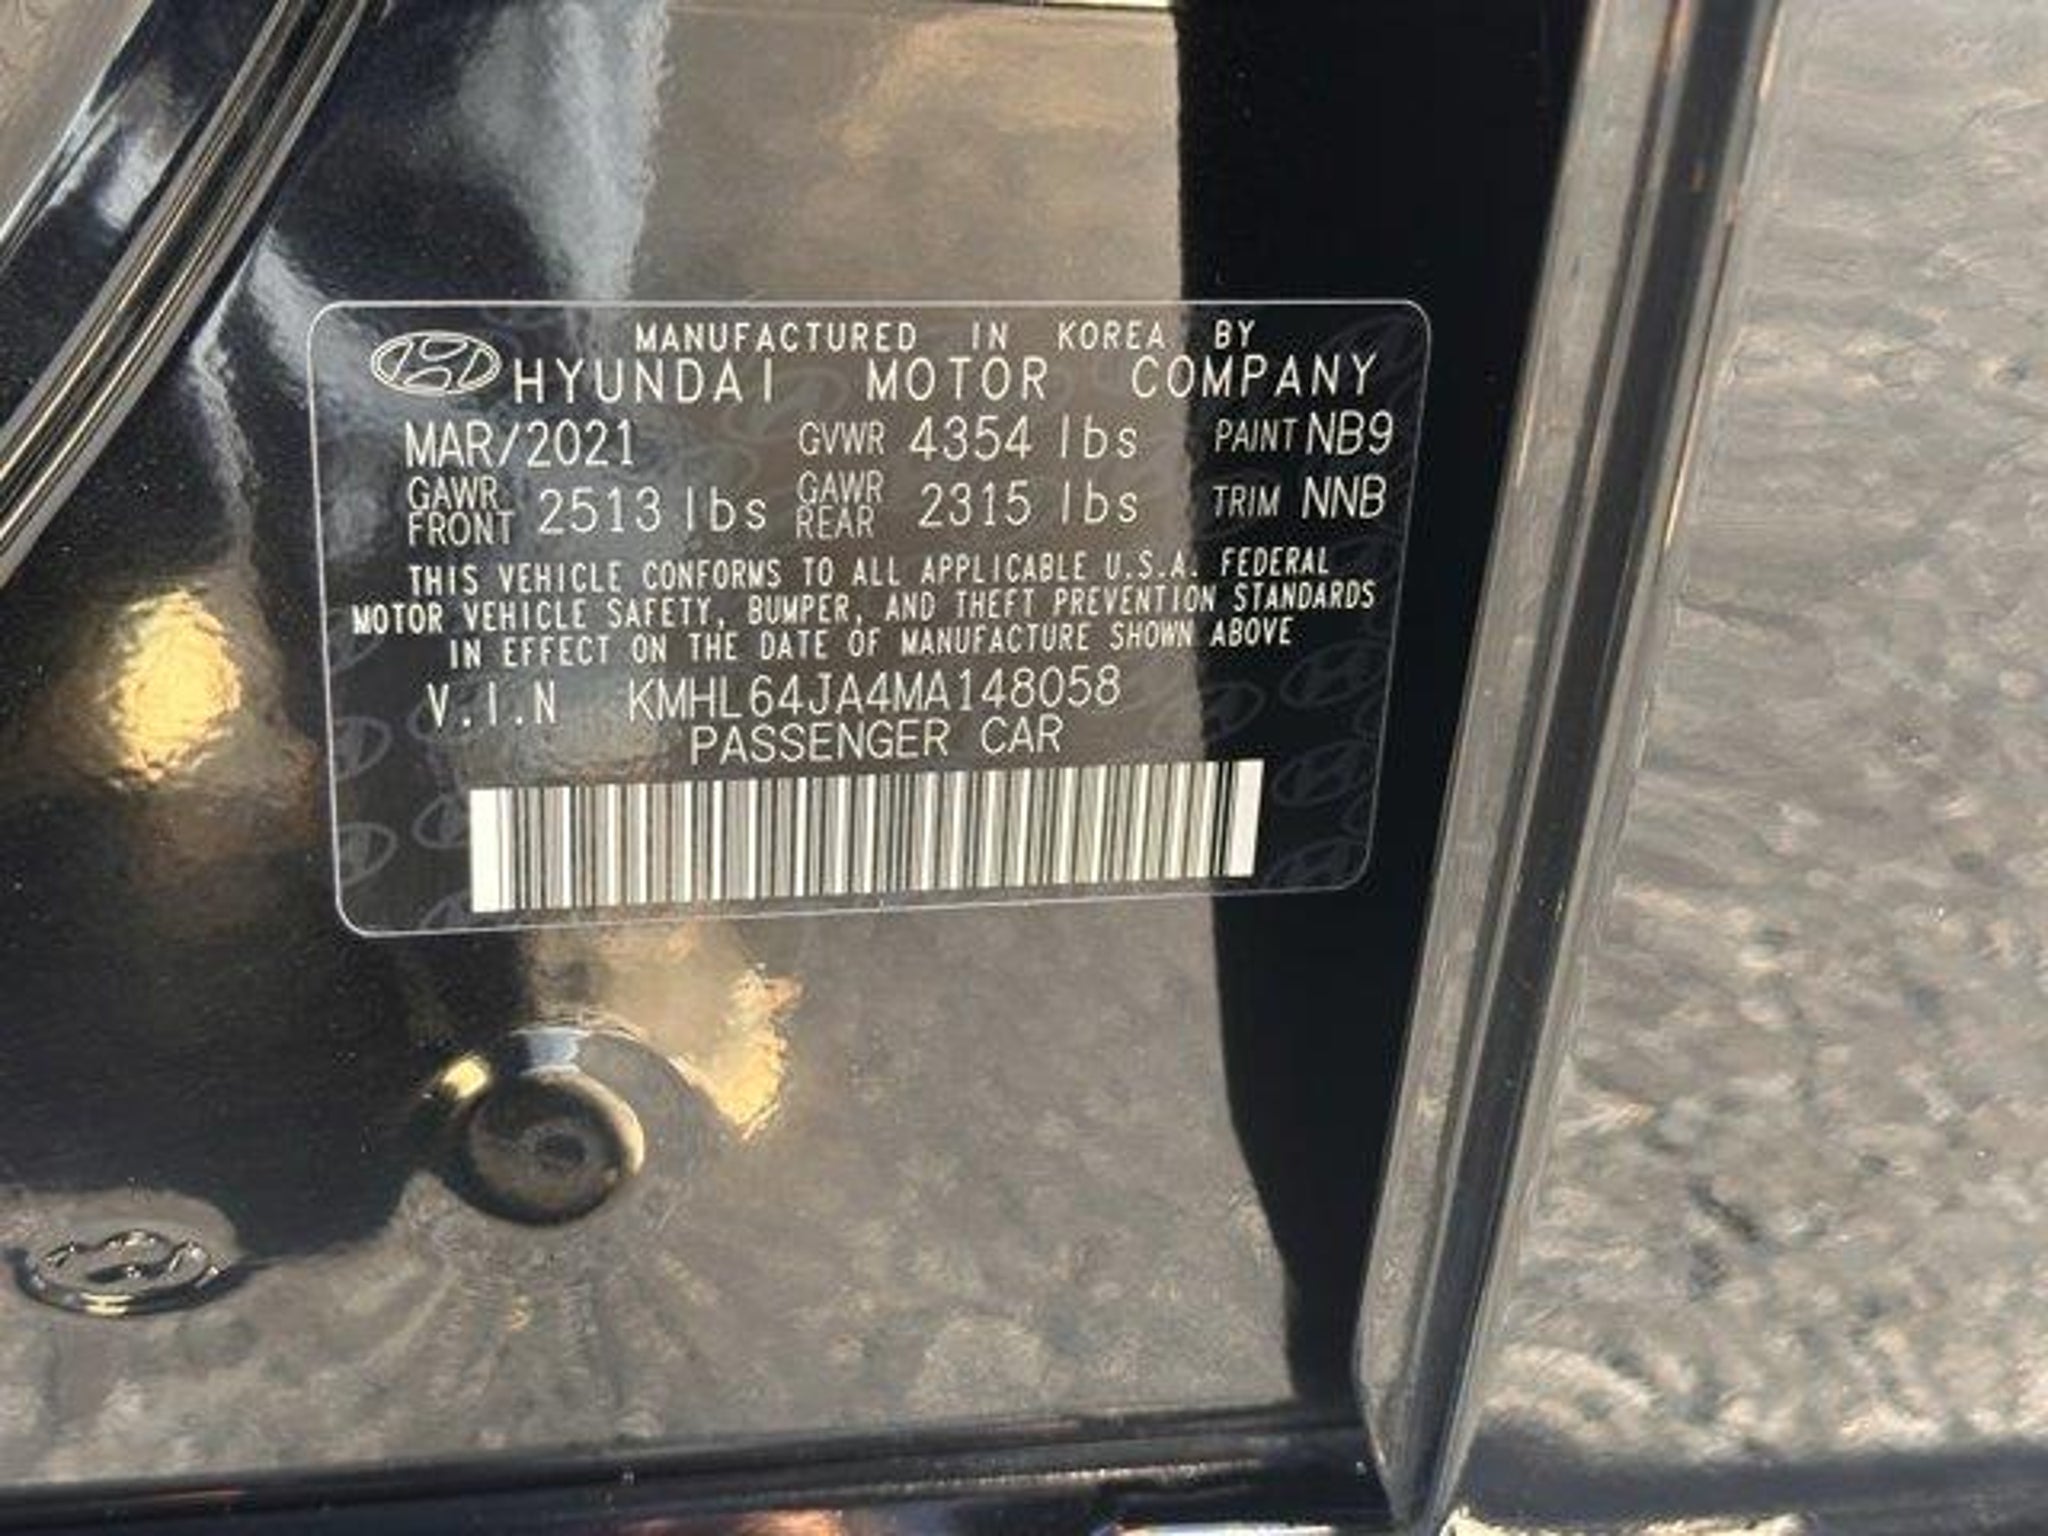 MANUFACTURED IN KOREA BY
HYUNDAI MOTOR COMPANY
MAR/2021 GVWR 4354 lbs PAINT NB9
GAWR FRONT 2513 lbs GAWR REAR 2315 lbs TRIM NNB
THIS VEHICLE CONFORMS TO ALL APPLICABLE U.S.A. FEDERAL
MOTOR VEHICLE SAFETY, BUMPER, AND THEFT PREVENTION STANDARDS
IN EFFECT ON THE DATE OF MANUFACTURE SHOWN ABOVE
V.I.N KMHL64JA4MA148058
PASSENGER CAR